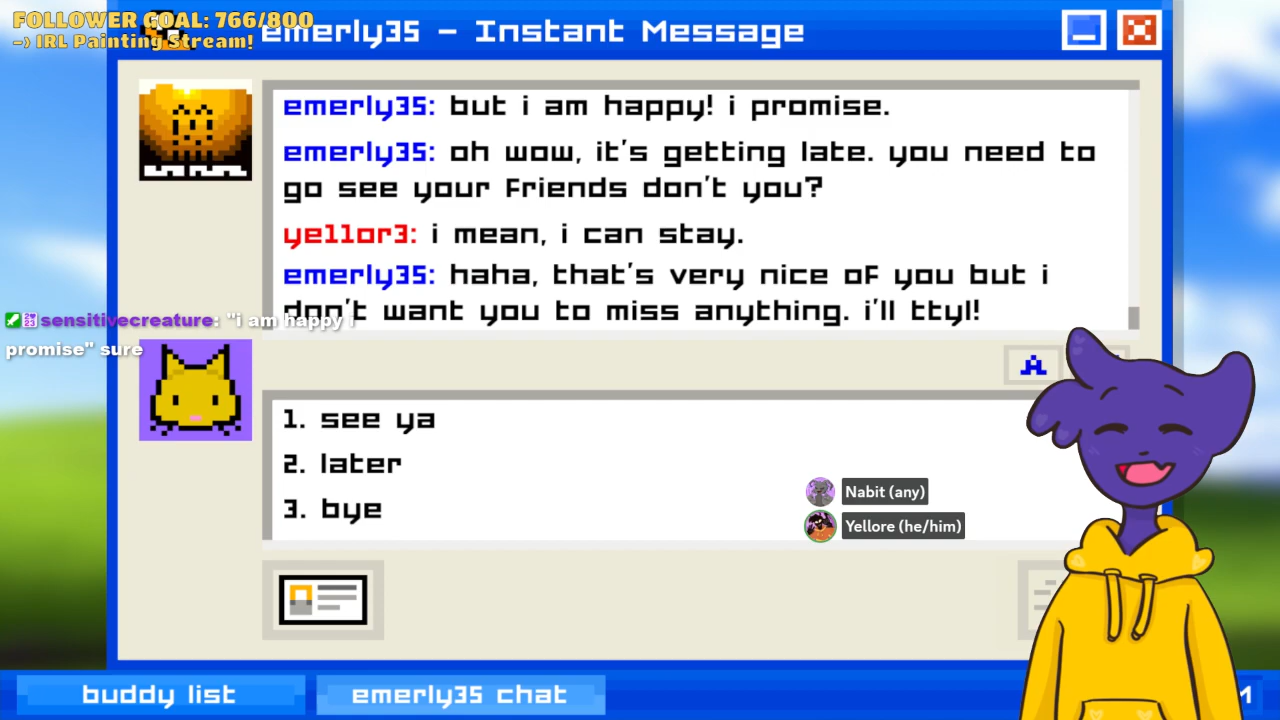 FOLLOWER GOAL: 766/800
-> IRL Painting Stream!
emerly35 - Instant Message
emerly35: but i am happy! i promise.
emerly35: oh wow, it's getting late. you need to
go see your friends don't you?
yellor3: i mean, i can stay.
emerly35: haha, that's very nice of you but i
don't want you to miss anything. i'll ttyl!
sensitivecreature: "i am happy i
promise" sure
A
1. see ya
2. later
3. bye
Nabit (any)
Yellore (he/him)
buddy list
emerly35 chat